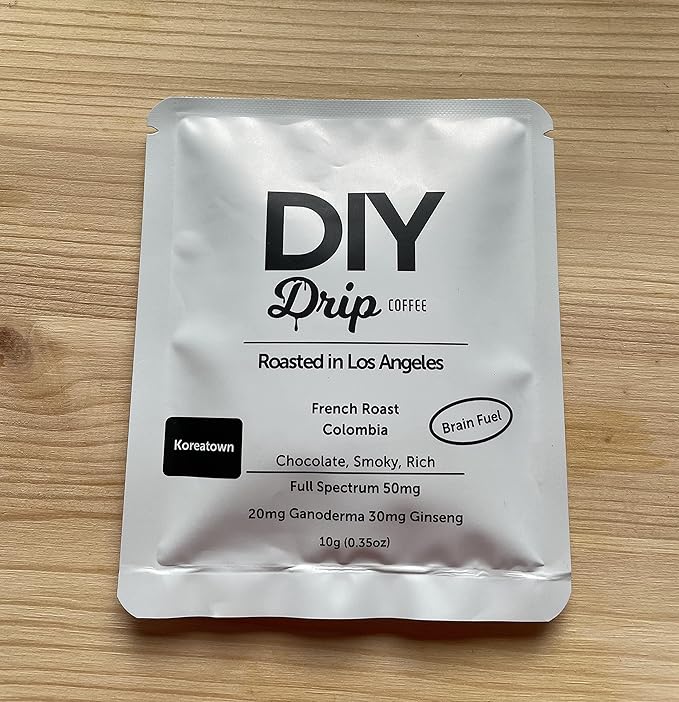 DIY
Drip COFFEE
Roasted in Los Angeles
French Roast
Colombia
Brain Fuel
Koreatown
Chocolate, Smoky, Rich
Full Spectrum 50mg
20mg Ganoderma 30mg Ginseng
10g (0.35oz)